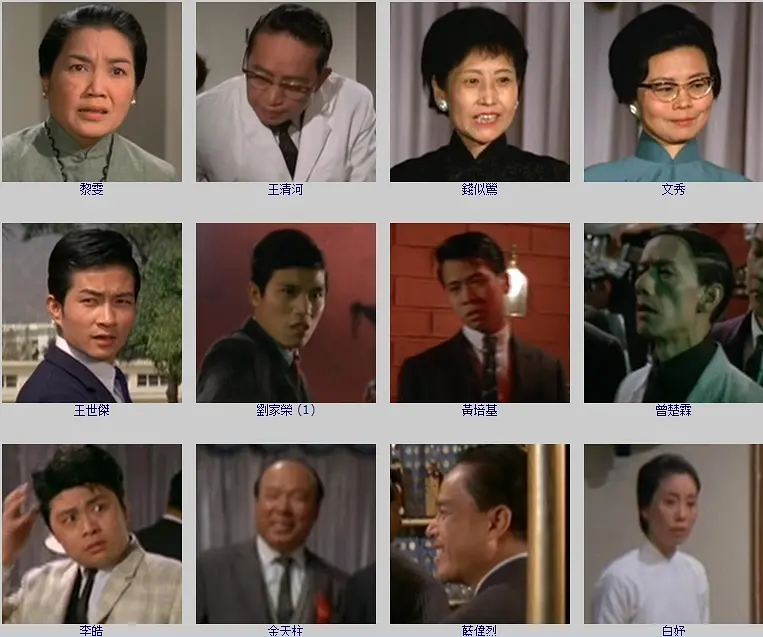 黎雯
王清河
錢似鶯
文秀
王世傑
劉家榮 (1)
黃培基
曾楚霖
李皓
金天柱
藍偉烈
白妤